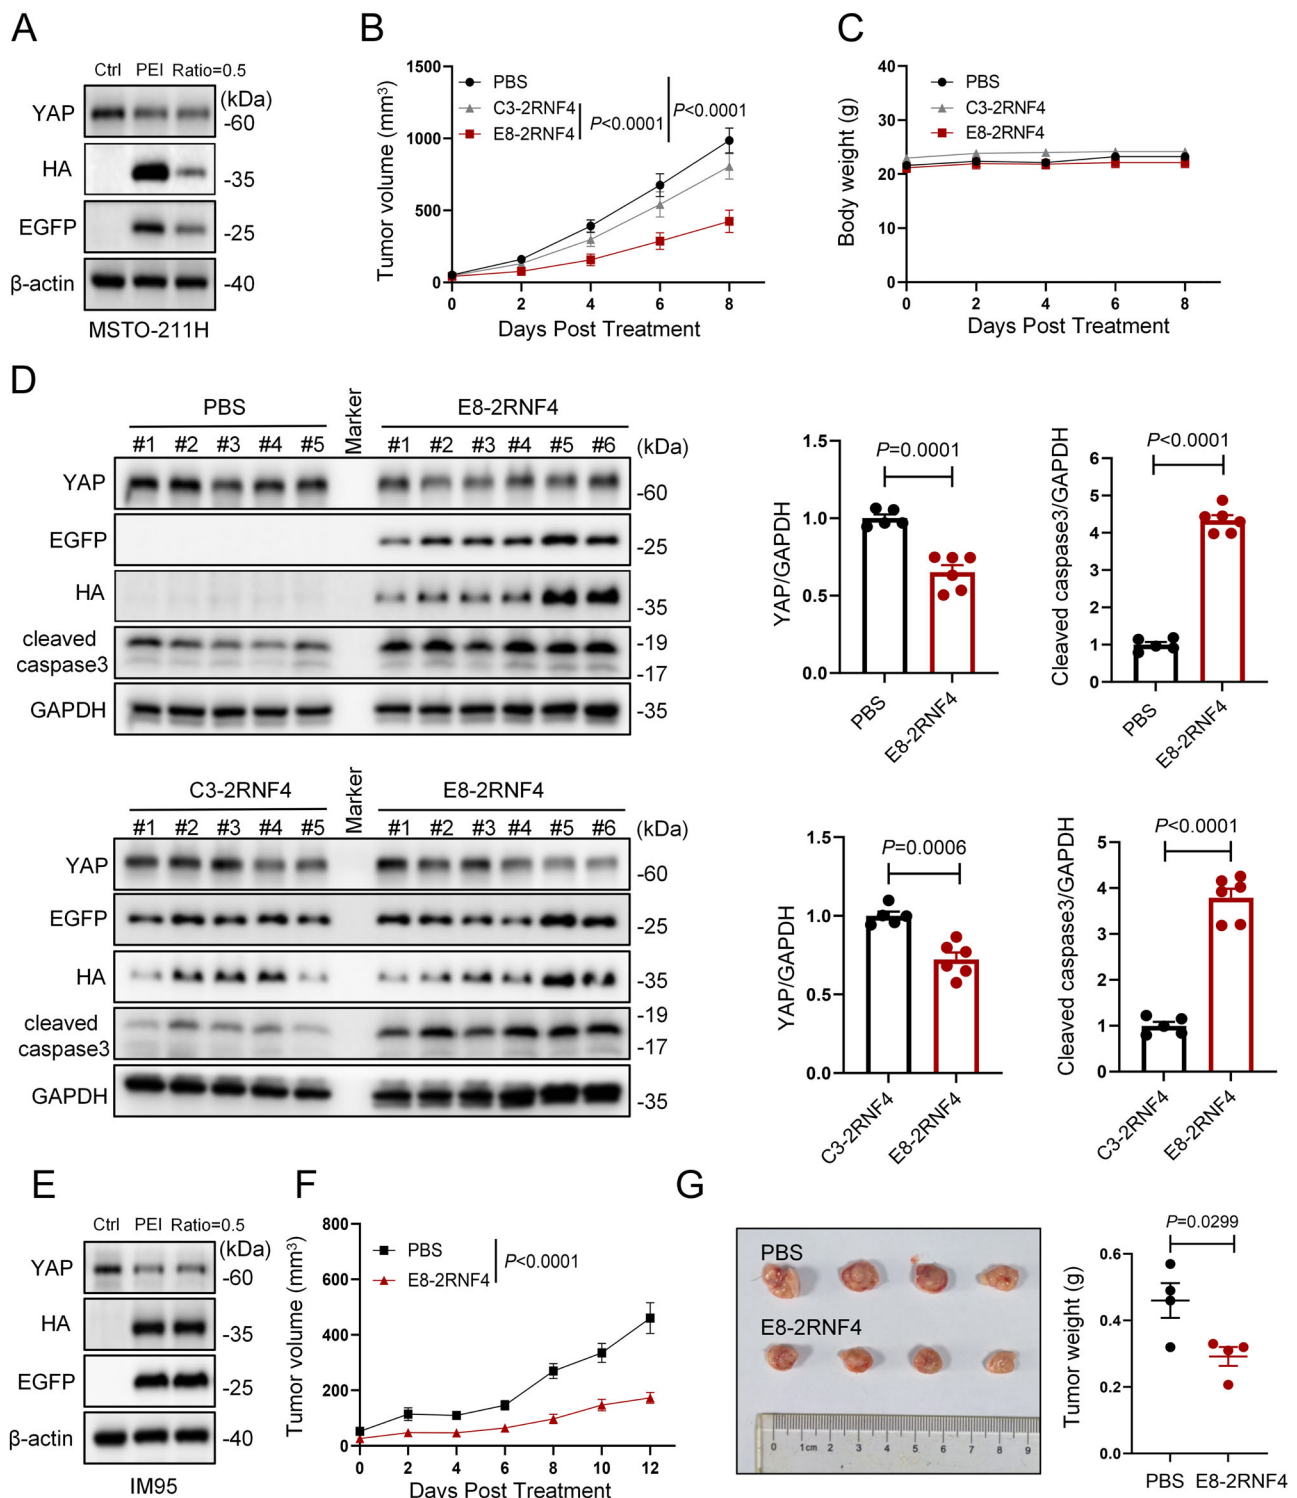 A
Ctrl PEI Ratio=0.5
(kDa)
YAP
-60
HA
-35
EGFP
-25
β-actin
-40
MSTO-211H
B
Tumor volume (mm³)
1500
1000
500
0
PBS
C3-2RNF4
E8-2RNF4
P<0.0001
P<0.0001
0 2 4 6 8
Days Post Treatment
C
Body weight (g)
40
30
20
10
0
PBS
C3-2RNF4
E8-2RNF4
0 2 4 6 8
Days Post Treatment
D
PBS
Marker
E8-2RNF4
#1 #2 #3 #4 #5
#1 #2 #3 #4 #5 #6
(kDa)
YAP
-60
EGFP
-25
HA
-35
cleaved
caspase3
-19
-17
GAPDH
-35
YAP/GAPDH
1.5
1.0
0.5
0.0
P=0.0001
PBS
E8-2RNF4
Cleaved caspase3/GAPDH
6
5
4
3
2
1
0
P<0.0001
PBS
E8-2RNF4
C3-2RNF4
Marker
E8-2RNF4
#1 #2 #3 #4 #5
#1 #2 #3 #4 #5 #6
(kDa)
YAP
-60
EGFP
-25
HA
-35
cleaved
caspase3
-19
-17
GAPDH
-35
YAP/GAPDH
1.5
1.0
0.5
0.0
P=0.0006
C3-2RNF4
E8-2RNF4
Cleaved caspase3/GAPDH
5
4
3
2
1
0
P<0.0001
C3-2RNF4
E8-2RNF4
E
Ctrl PEI Ratio=0.5
(kDa)
YAP
-60
HA
-35
EGFP
-25
β-actin
-40
IM95
F
Tumor volume (mm³)
800
600
400
200
0
PBS
E8-2RNF4
P<0.0001
0 2 4 6 8 10 12
Days Post Treatment
G
PBS
E8-2RNF4
0 1cm 2 3 4 5 6 7 8 9
Tumor weight (g)
0.6
0.4
0.2
0.0
P=0.0299
PBS E8-2RNF4